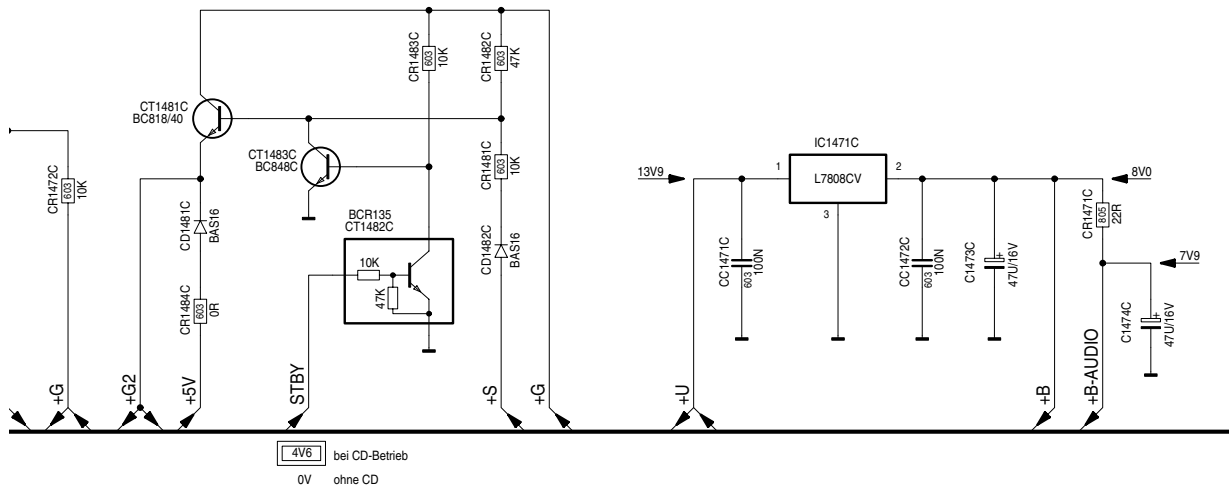 CR1483C
603
10K
CR1482C
603
47K
CT1481C
BC818/40
CT1483C
BC848C
CR1481C
603
10K
CR1472C
603
10K
BCR135
CT1482C
10K
47K
CD1481C
BAS16
CD1482C
BAS16
CR1484C
603
0R
+G
+G2
+5V
STBY
+S
+G
4V6
bei CD-Betrieb
0V
ohne CD
IC1471C
13V9
1
L7808CV
2
8V0
3
CR1471C
805
22R
CC1471C
603
100N
CC1472C
603
100N
C1473C
+
47U/16V
7V9
C1474C
+
47U/16V
+U
+B
+B-AUDIO